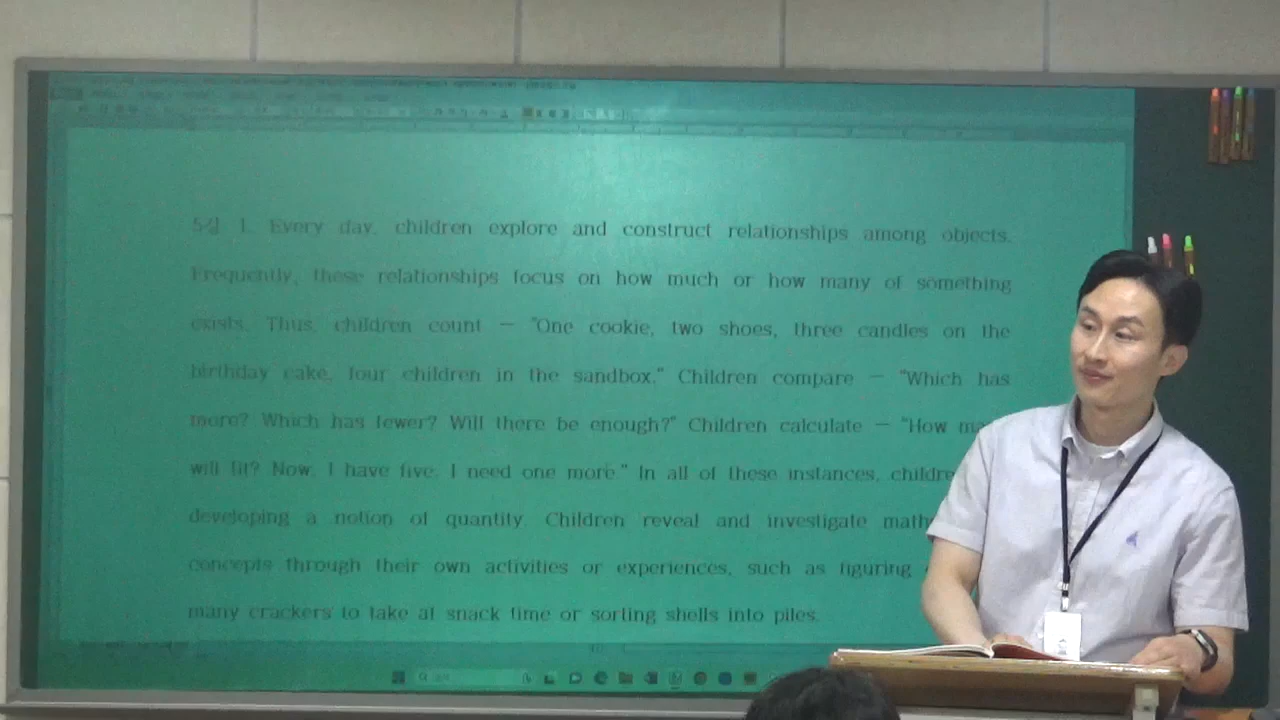 5강 1. Every day, children explore and construct relationships among objects.
Frequently, these relationships focus on how much or how many of something
exists. Thus, children count — "One cookie, two shoes, three candles on the
birthday cake, four children in the sandbox." Children compare — "Which has
more? Which has fewer? Will there be enough?" Children calculate — "How
will fit? Now, I have five. I need one more." In all of these instances,
developing a notion of quantity. Children reveal and investigate
concepts through their own activities or experiences, such as figuring
many crackers to take at snack time or sorting shells into piles.